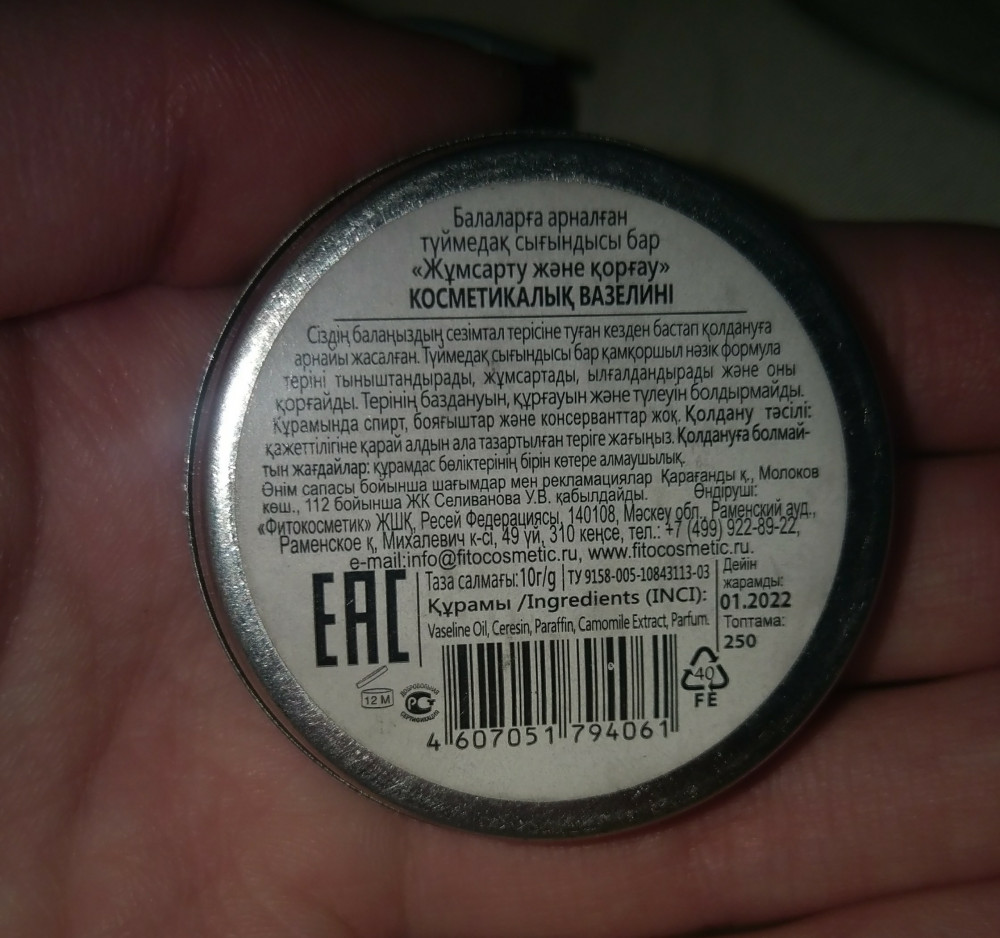 Балаларға арналған
түймедақ сығындысы бар
«Жұмсарту және қорғау»
КОСМЕТИКАЛЫҚ ВАЗЕЛИНІ
Сіздің балаңыздың сезімтал терісіне туған кезден бастап қолдануға
арнайы жасалған. Түймедақ сығындысы бар қамқоршыл нәзік формула
теріні тыныштандырады, жұмсартады, ылғалдандырады және оны
қорғайды. Терінің баздануын, құрғауын және түлеуін болдырмайды.
Құрамында спирт, бояғыштар және консерванттар жоқ. Қолдану тәсілі:
қажеттілігіне қарай алдын ала тазартылған теріге жағыңыз. Қолдануға болмай-
тын жағдайлар: құрамдас бөліктерінің бірін көтере алмаушылық.
Өнім сапасы бойынша шағымдар мен рекламациялар Қарағанды қ., Молоков
көш., 112 бойынша ЖК Селиванова У.В. қабылдайды. Өндіруші:
«Фитокосметик» ЖШҚ, Ресей Федерациясы, 140108, Мәскеу обл., Раменский ауд.,
Раменское қ, Михалевич к-сі, 49 үй, 310 кеңсе, тел.: +7 (499) 922-89-22,
e-mail:info@fitocosmetic.ru, www.fitocosmetic.ru.
EAC
Таза салмағы:10г/g
ТУ 9158-005-10843113-03
Құрамы /Ingredients (INCI):
Vaseline Oil, Ceresin, Paraffin, Camomile Extract, Parfum.
Дейін
жарамды:
01.2022
Топтама:
250
12 M
ДОБРОВОЛЬНАЯ
РСТ
СЕРТИФИКАЦИЯ
40
FE
4 607051 794061